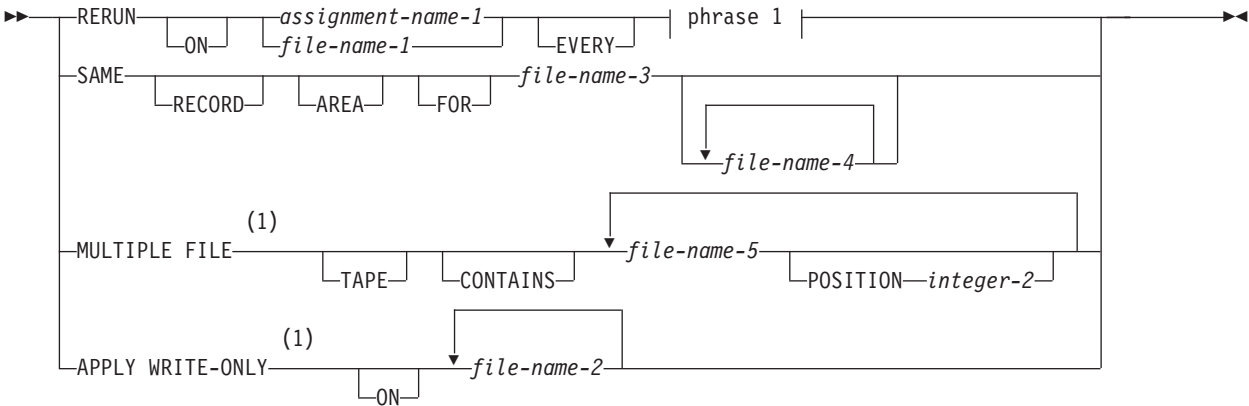 RERUN ON assignment-name-1 file-name-1 EVERY phrase 1
SAME RECORD AREA FOR file-name-3 file-name-4
MULTIPLE FILE (1) TAPE CONTAINS file-name-5 POSITION integer-2
APPLY WRITE-ONLY (1) ON file-name-2